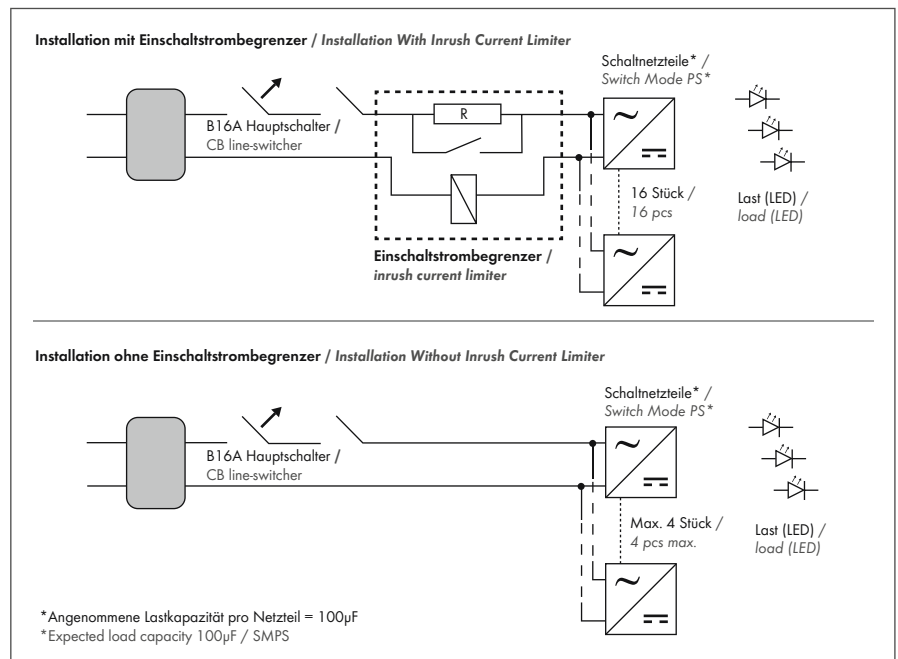 Installation mit Einschaltstrombegrenzer / Installation With Inrush Current Limiter
Schaltnetzteile* /
Switch Mode PS*
R
B16A Hauptschalter /
CB line-switcher
16 Stück /
16 pcs
Last (LED) /
load (LED)
Einschaltstrombegrenzer /
inrush current limiter
Installation ohne Einschaltstrombegrenzer / Installation Without Inrush Current Limiter
Schaltnetzteile* /
Switch Mode PS*
B16A Hauptschalter /
CB line-switcher
Max. 4 Stück /
4 pcs max.
Last (LED) /
load (LED)
*Angenommene Lastkapazität pro Netzteil = 100µF
*Expected load capacity 100µF / SMPS